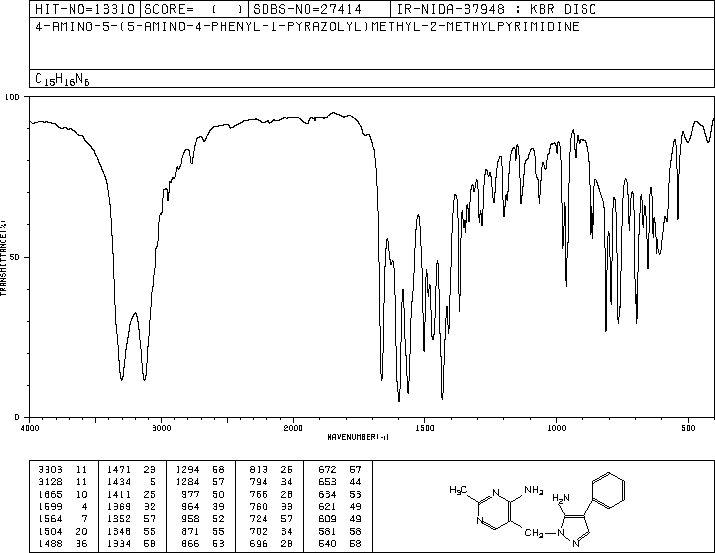 HIT-NO=13310 SCORE= ( ) SDBS-NO=27414 IR-NIDA-37948 : KBR DISC
4-AMINO-5-(5-AMINO-4-PHENYL-1-PYRAZOLYL)METHYL-2-METHYLPYRIMIDINE
C15H16N6
100
TRANSMITTANCE(%)
50
0
4000 3000 2000 1500 1000 500
WAVENUMBER(-1)
3303 11 1471 23 1294 68 813 26 672 57
3128 11 1434 5 1284 57 794 34 653 44
1665 10 1411 25 977 50 766 28 634 53
1599 4 1369 32 964 39 760 33 621 49
1564 7 1352 57 958 52 724 57 609 49
1504 20 1348 55 871 55 702 34 581 58
1488 36 1334 58 866 53 696 28 540 58
H3C N NH2
N CH2 H2N
N N